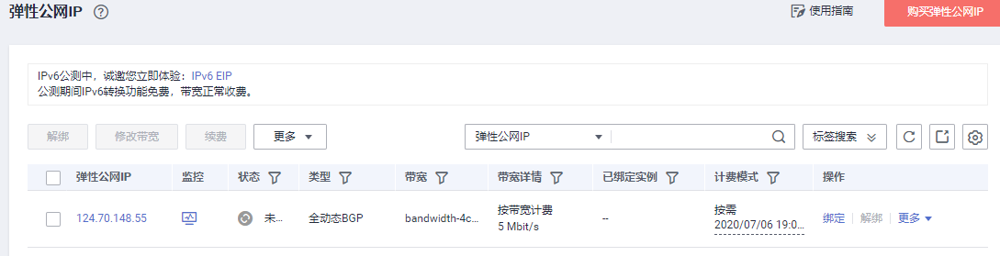 弹性公网IP
使用指南
购买弹性公网IP
IPv6公测中，诚邀您立即体验：IPv6 EIP
公测期间IPv6转换功能免费，带宽正常收费。
解绑 修改带宽 续费 更多 弹性公网IP 标签搜索
弹性公网IP 监控 状态 类型 带宽 带宽详情 已绑定实例 计费模式 操作
124.70.148.55 未... 全动态BGP bandwidth-4c... 按带宽计费 -- 按需 绑定 解绑 更多
5 Mbit/s 2020/07/06 19:0...